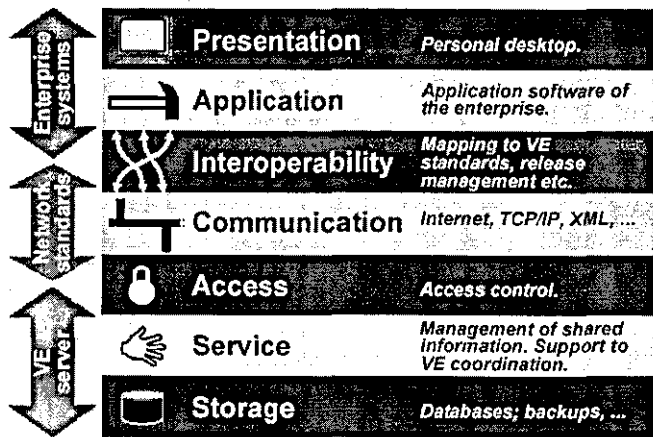 Enterprise
systems
Network
standards
VE
server
Presentation
Personal desktop.
Application
Application software of
the enterprise.
Interoperability
Mapping to VE
standards, release
management etc.
Communication
Internet, TCP/IP, XML, ...
Access
Access control.
Service
Management of shared
information. Support to
VE coordination.
Storage
Databases; backups, ...